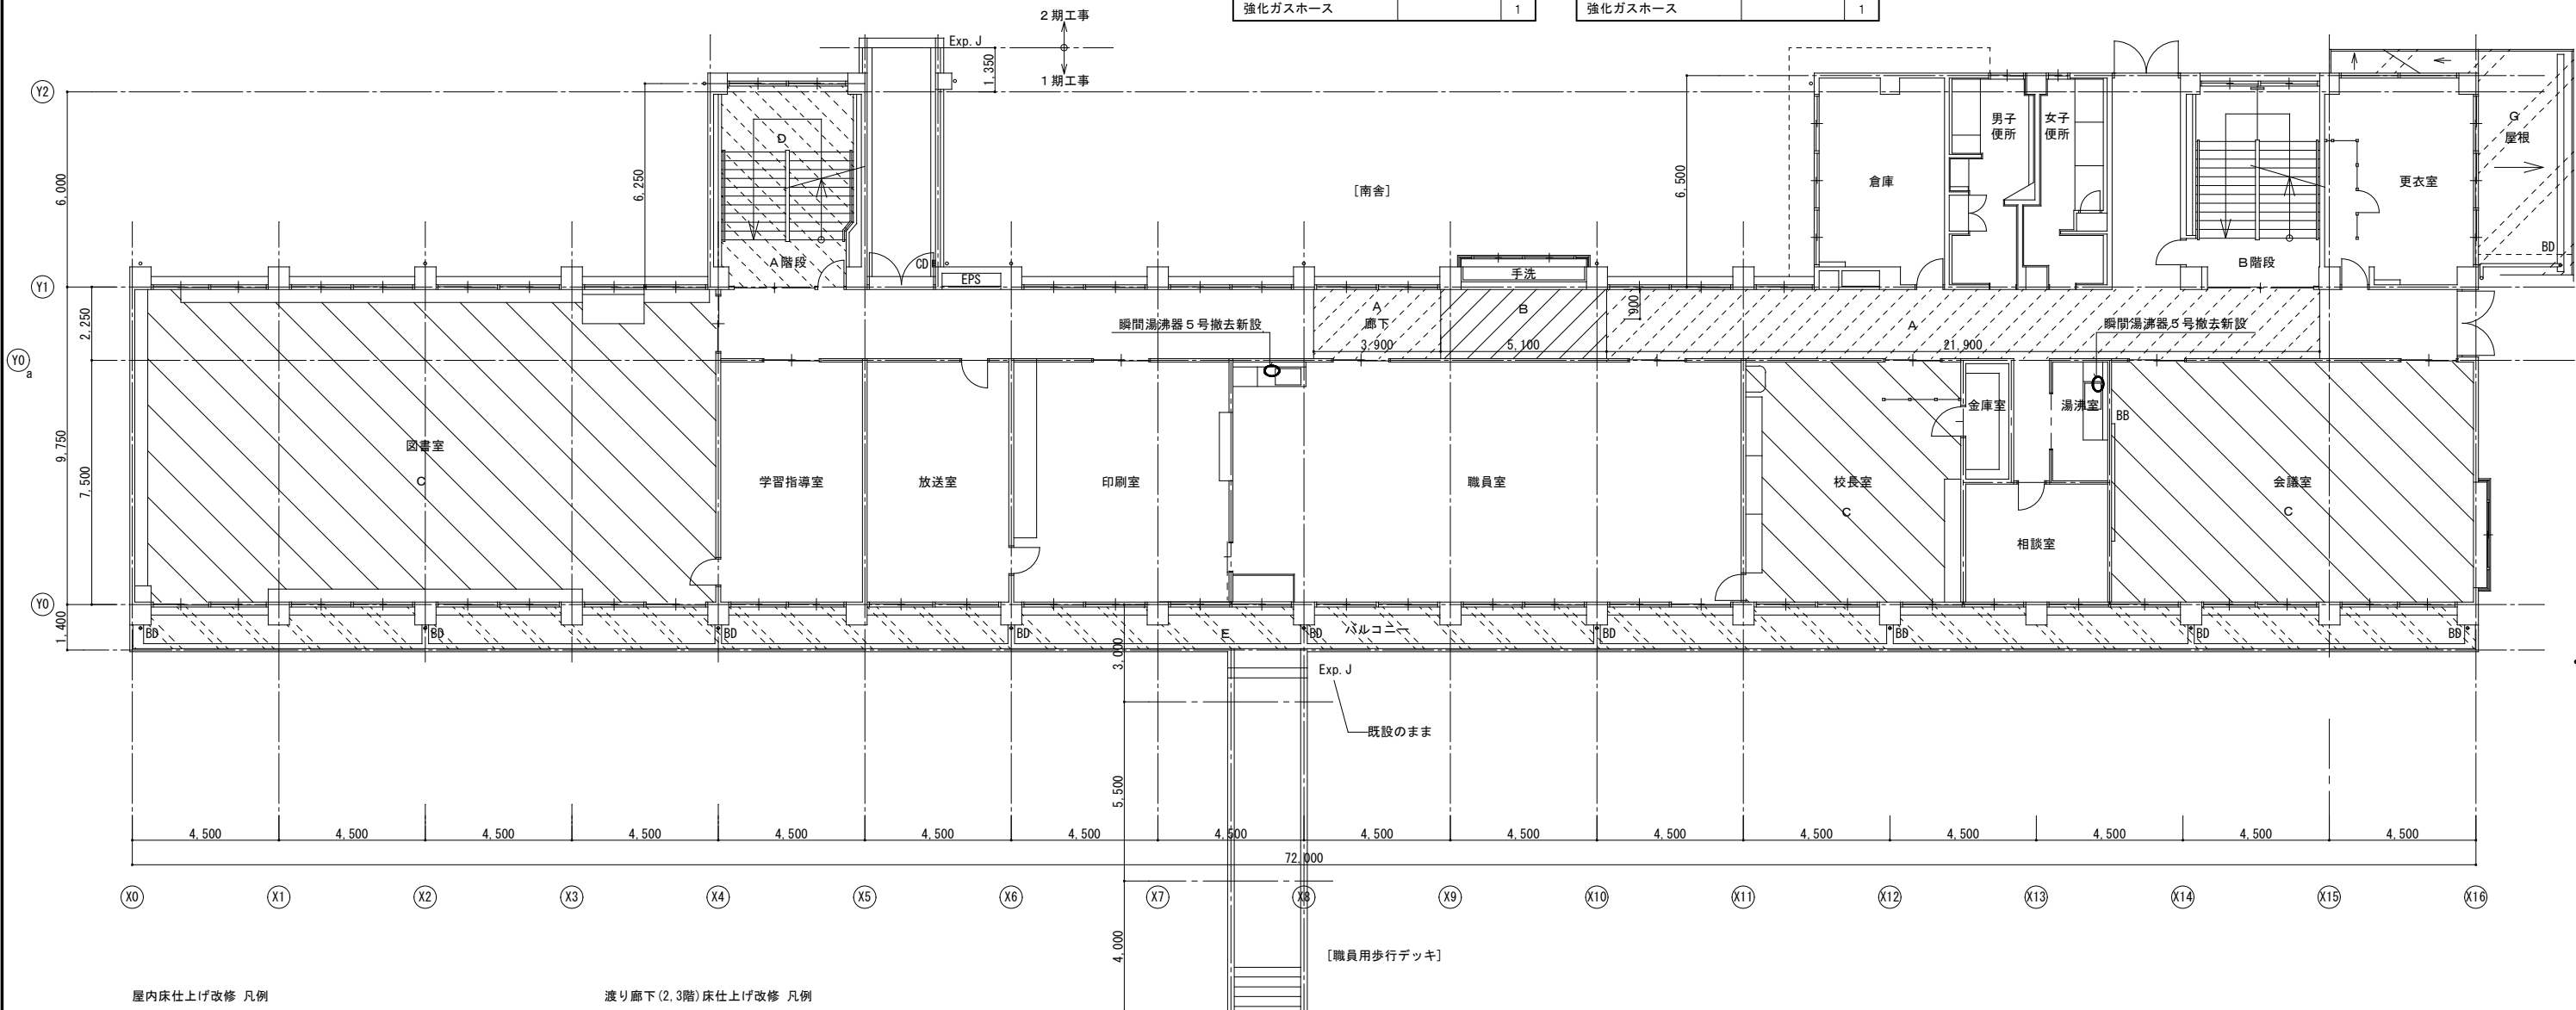 強化ガスホース 1 強化ガスホース 1
2期工事
Exp.J
1,350
1期工事
Y2
6,000
6,250
D
[南舎]
6,500
倉庫
男子
便所
女子
便所
G
屋根
更衣室
BD
A階段
CD
EPS
手洗
B階段
Y1
2,250
瞬間湯沸器5号撤去新設
A
廊下
B
900
A
瞬間湯沸器5号撤去新設
3,900
5,100
21,900
Y0
a
9,750
7,500
図書室
C
学習指導室
放送室
印刷室
職員室
校長室
C
金庫室
湯沸室
BB
相談室
会議室
C
Y0
1,400
BD BD BD BD E BD バルコニー BD BD BD BD
3,000
Exp.J
既設のまま
5,500
4,500 4,500 4,500 4,500 4,500 4,500 4,500 4,500 4,500 4,500 4,500 4,500 4,500 4,500 4,500 4,500
72,000
X0 X1 X2 X3 X4 X5 X6 X7 X8 X9 X10 X11 X12 X13 X14 X15 X16
4,000
[職員用歩行デッキ]
屋内床仕上げ改修 凡例
渡り廊下(2,3階)床仕上げ改修 凡例